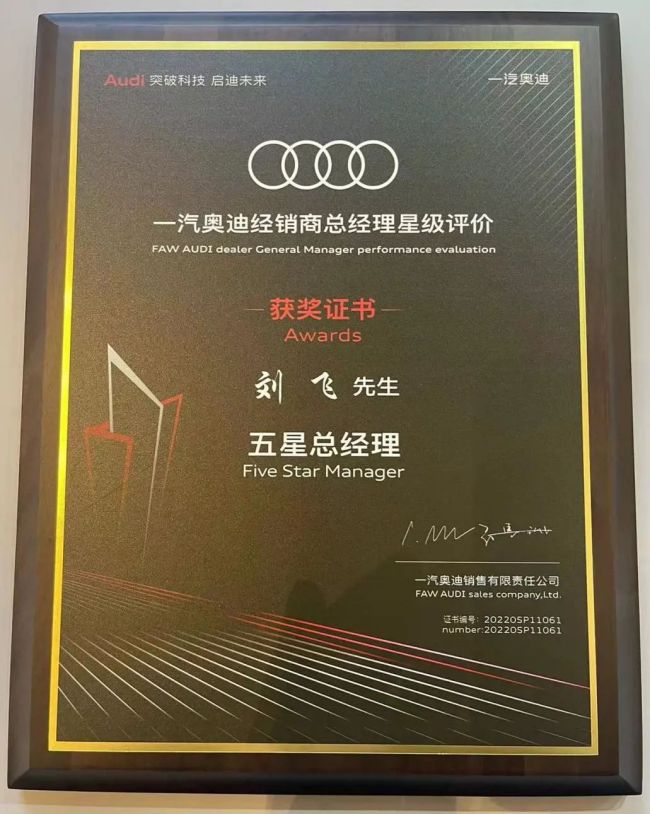 Audi 突破科技 启迪未来
一汽奥迪
一汽奥迪经销商总经理星级评价
FAW AUDI dealer General Manager performance evaluation
获奖证书
Awards
刘 飞 先生
五星总经理
Five Star Manager
一汽奥迪销售有限责任公司
FAW AUDI sales company,Ltd.
证书编号：20220SP11061
number:20220SP11061